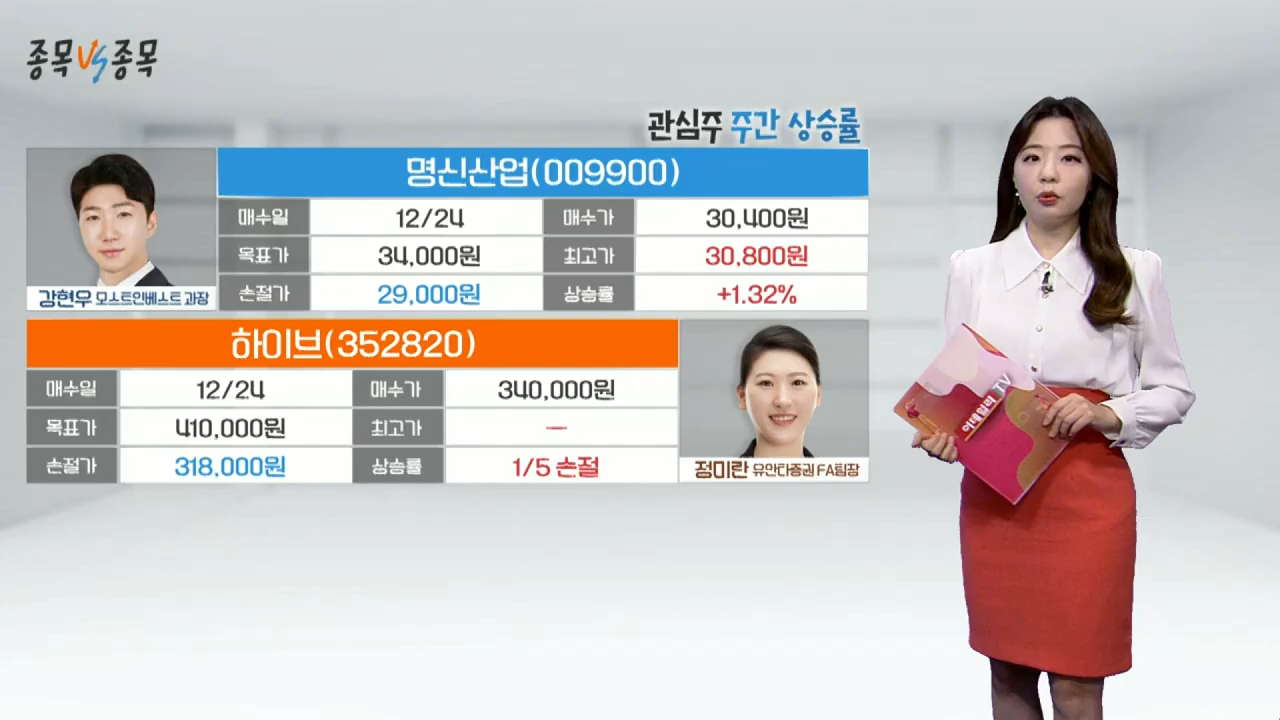 종목 VS 종목
관심주 주간 상승률
명신산업(009900)
매수일 12/24 매수가 30,400원
목표가 34,000원 최고가 30,800원
손절가 29,000원 상승률 +1.32%
강현우 모스트인베스트 과장
하이브(352820)
매수일 12/24 매수가 340,000원
목표가 410,000원 최고가 —
손절가 318,000원 상승률 1/5 손절
정미란 유안타증권 FA팀장
이데일리 TV